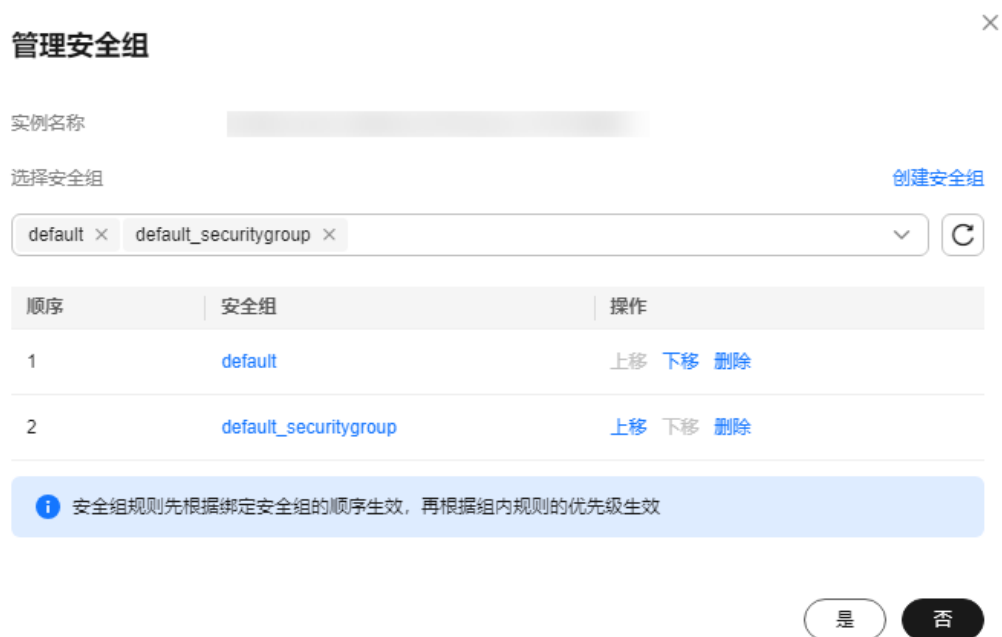 管理安全组
实例名称
选择安全组 创建安全组
default default_securitygroup
顺序 安全组 操作
1 default 上移 下移 删除
2 default_securitygroup 上移 下移 删除
安全组规则先根据绑定安全组的顺序生效，再根据组内规则的优先级生效
是 否